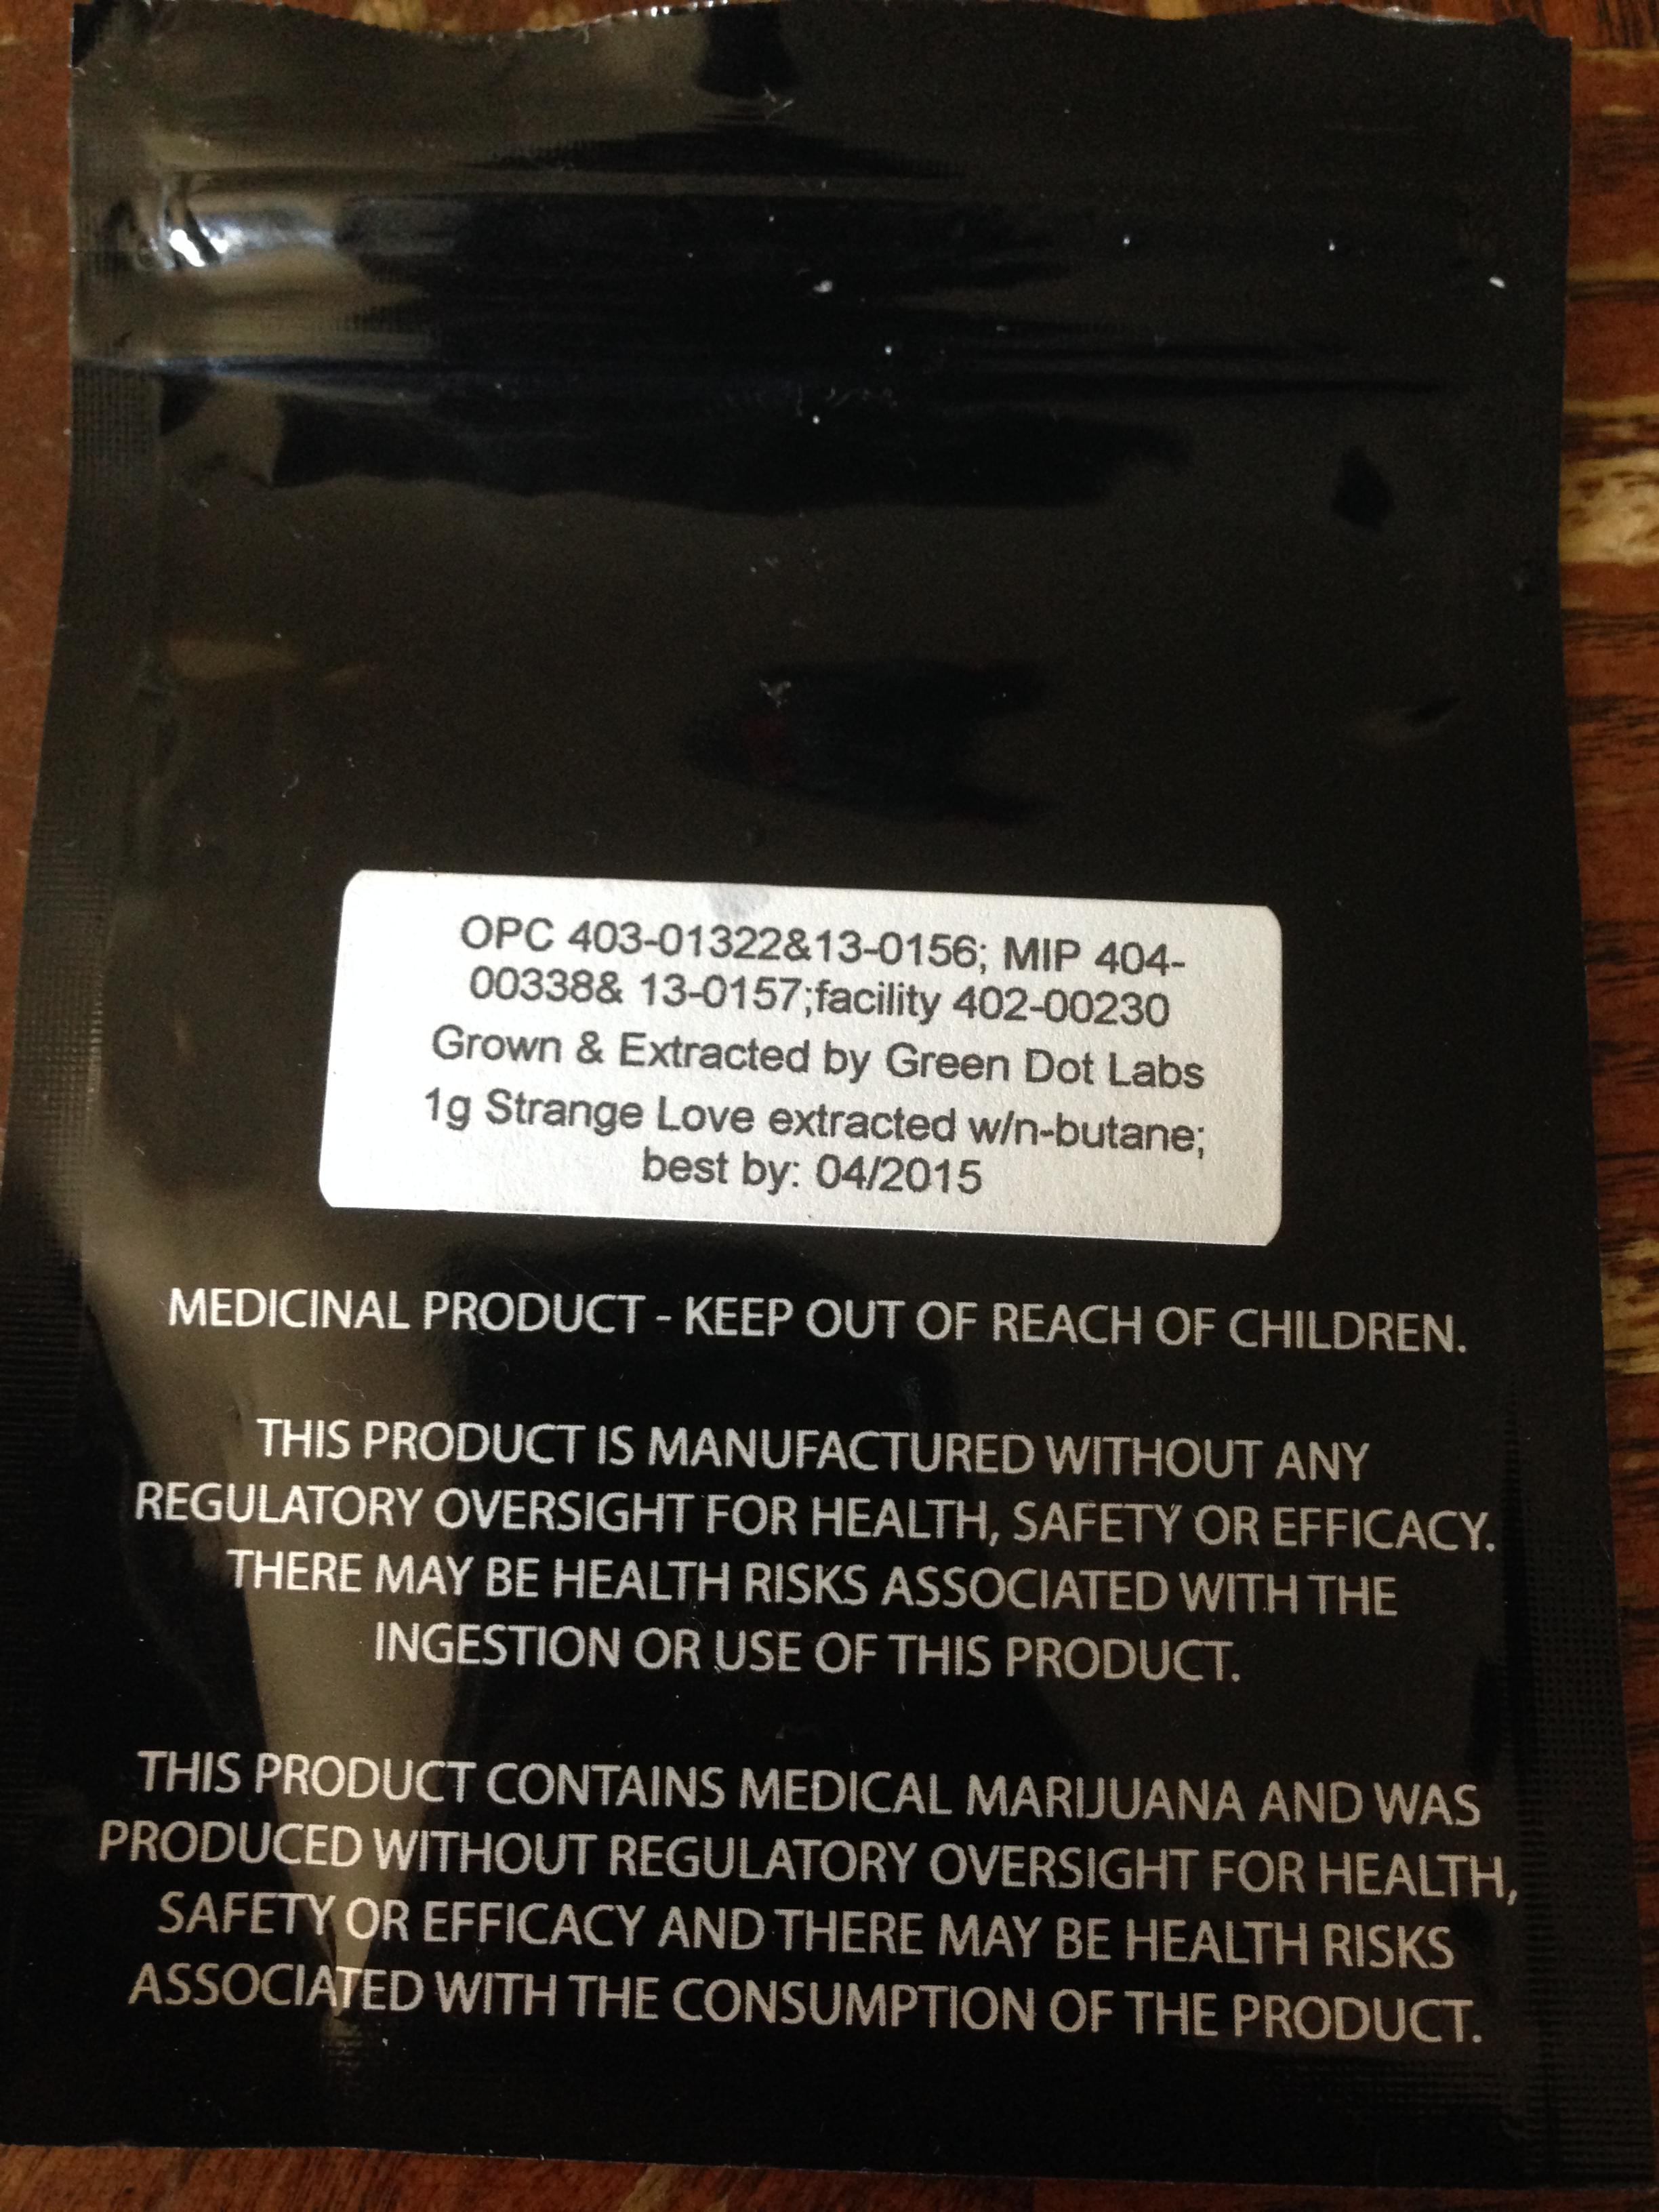 OPC 403-01322&13-0156; MIP 404-
00338& 13-0157;facility 402-00230
Grown & Extracted by Green Dot Labs
1g Strange Love extracted w/n-butane;
best by: 04/2015
MEDICINAL PRODUCT - KEEP OUT OF REACH OF CHILDREN.
THIS PRODUCT IS MANUFACTURED WITHOUT ANY
REGULATORY OVERSIGHT FOR HEALTH, SAFETY OR EFFICACY.
THERE MAY BE HEALTH RISKS ASSOCIATED WITH THE
INGESTION OR USE OF THIS PRODUCT.
THIS PRODUCT CONTAINS MEDICAL MARIJUANA AND WAS
PRODUCED WITHOUT REGULATORY OVERSIGHT FOR HEALTH,
SAFETY OR EFFICACY AND THERE MAY BE HEALTH RISKS
ASSOCIATED WITH THE CONSUMPTION OF THE PRODUCT.